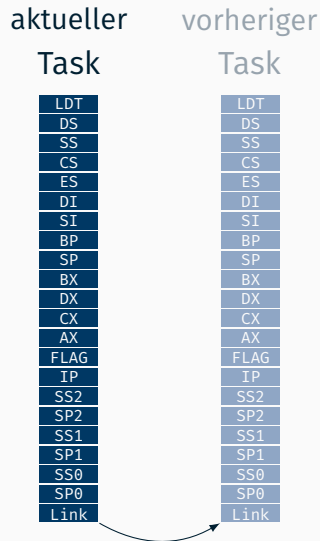 aktueller vorheriger
Task Task
LDT LDT
DS DS
SS SS
CS CS
ES ES
DI DI
SI SI
BP BP
SP SP
BX BX
DX DX
CX CX
AX AX
FLAG FLAG
IP IP
SS2 SS2
SP2 SP2
SS1 SS1
SP1 SP1
SS0 SS0
SP0 SP0
Link Link